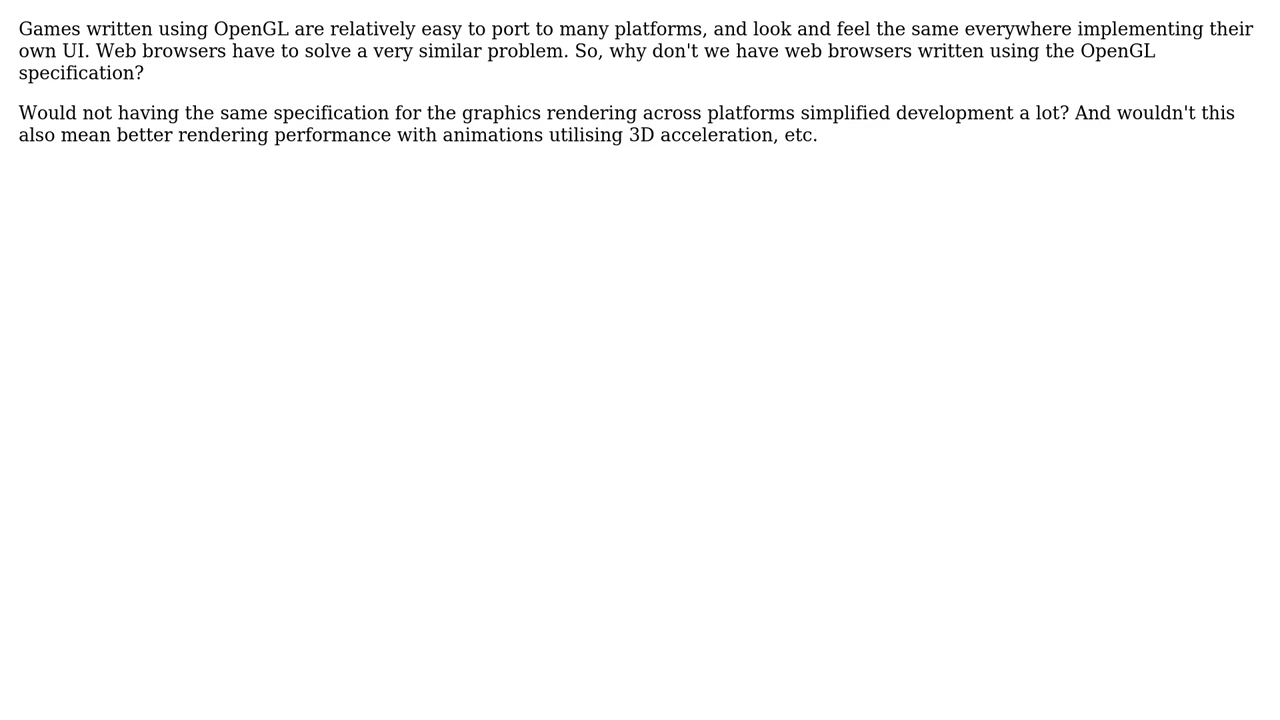 Games written using OpenGL are relatively easy to port to many platforms, and look and feel the same everywhere implementing their
own UI. Web browsers have to solve a very similar problem. So, why don't we have web browsers written using the OpenGL
specification?
Would not having the same specification for the graphics rendering across platforms simplified development a lot? And wouldn't this
also mean better rendering performance with animations utilising 3D acceleration, etc.